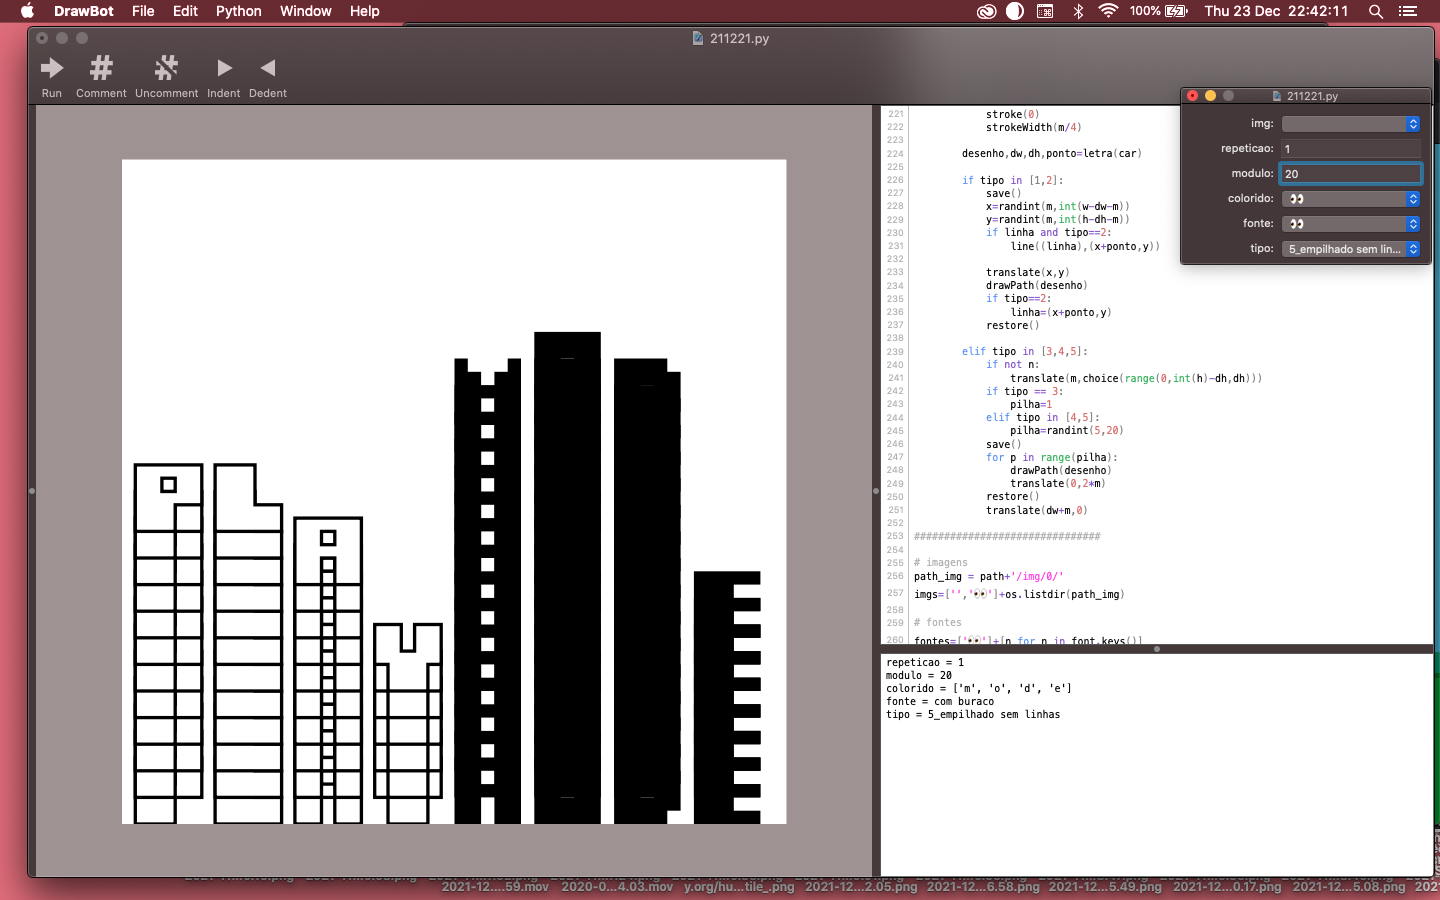 DrawBot File Edit Python Window Help 100% Thu 23 Dec 22:42:11
211221.py
Run Comment Uncomment Indent Dedent
211221.py
img:
repeticao: 1
modulo: 20
colorido: 👀
fonte: 👀
tipo: 5_empilhado sem lin...
221 stroke(0)
222 strokeWidth(m/4)
223
224 desenho,dw,dh,ponto=letra(car)
225
226 if tipo in [1,2]:
227 save()
228 x=randint(m,int(w-dw-m))
229 y=randint(m,int(h-dh-m))
230 if linha and tipo==2:
231 line((linha),(x+ponto,y))
232
233 translate(x,y)
234 drawPath(desenho)
235 if tipo==2:
236 linha=(x+ponto,y)
237 restore()
238
239 elif tipo in [3,4,5]:
240 if not n:
241 translate(m,choice(range(0,int(h)-dh,dh)))
242 if tipo == 3:
243 pilha=1
244 elif tipo in [4,5]:
245 pilha=randint(5,20)
246 save()
247 for p in range(pilha):
248 drawPath(desenho)
249 translate(0,2*m)
250 restore()
251 translate(dw+m,0)
252
253 ###############################
254
255 # imagens
256 path_img = path+'/img/0/'
257 imgs=['','👀']+os.listdir(path_img)
258
259 # fontes
260 fontes=['👀']+[n for n in font.keys()]
repeticao = 1
modulo = 20
colorido = ['m', 'o', 'd', 'e']
fonte = com buraco
tipo = 5_empilhado sem linhas
2021-12....59.mov 2020-0...4.03.mov y.org/hu...tile_.png 2021-12...2.05.png 2021-12...6.58.png 2021-12...5.49.png 2021-12...0.17.png 2021-12...5.08.png